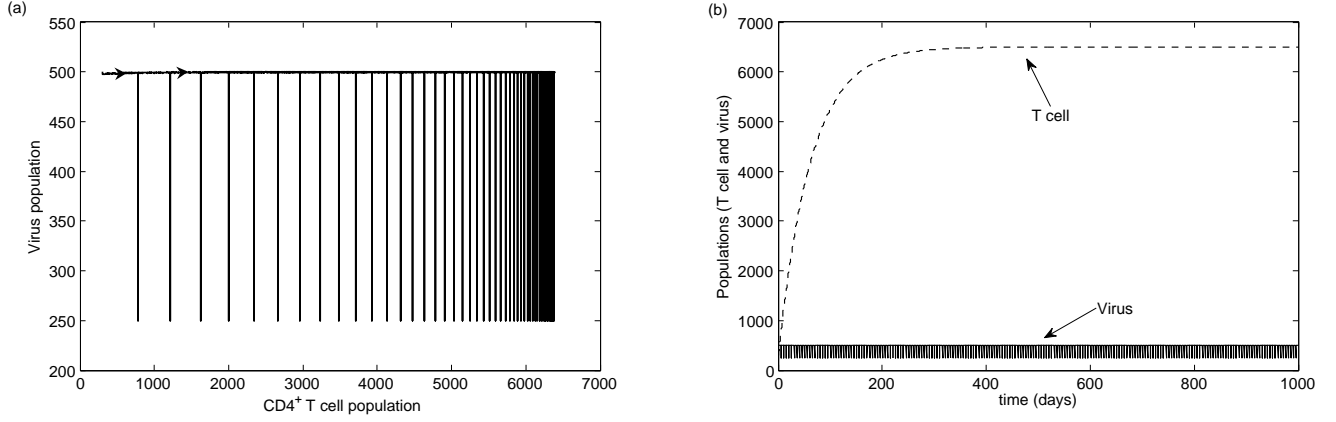 (a)
550
500
450
400
350
300
250
200
Virus population
0 1000 2000 3000 4000 5000 6000 7000
CD4+ T cell population
(b)
7000
6000
5000
4000
3000
2000
1000
0
Populations (T cell and virus)
T cell
Virus
0 200 400 600 800 1000
time (days)